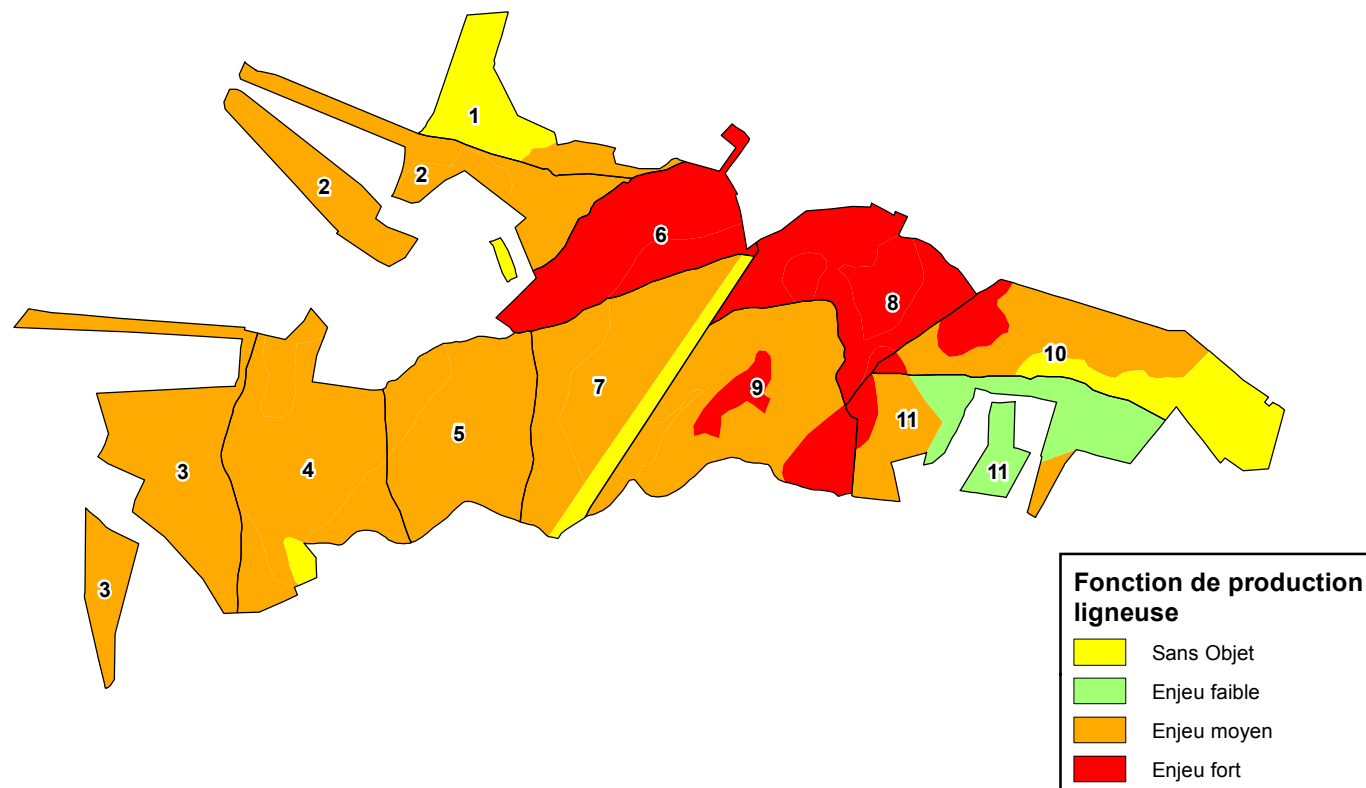 1
2
2
6
8
10
7
9
5
11
3
4
11
3
Fonction de production
ligneuse
Sans Objet
Enjeu faible
Enjeu moyen
Enjeu fort